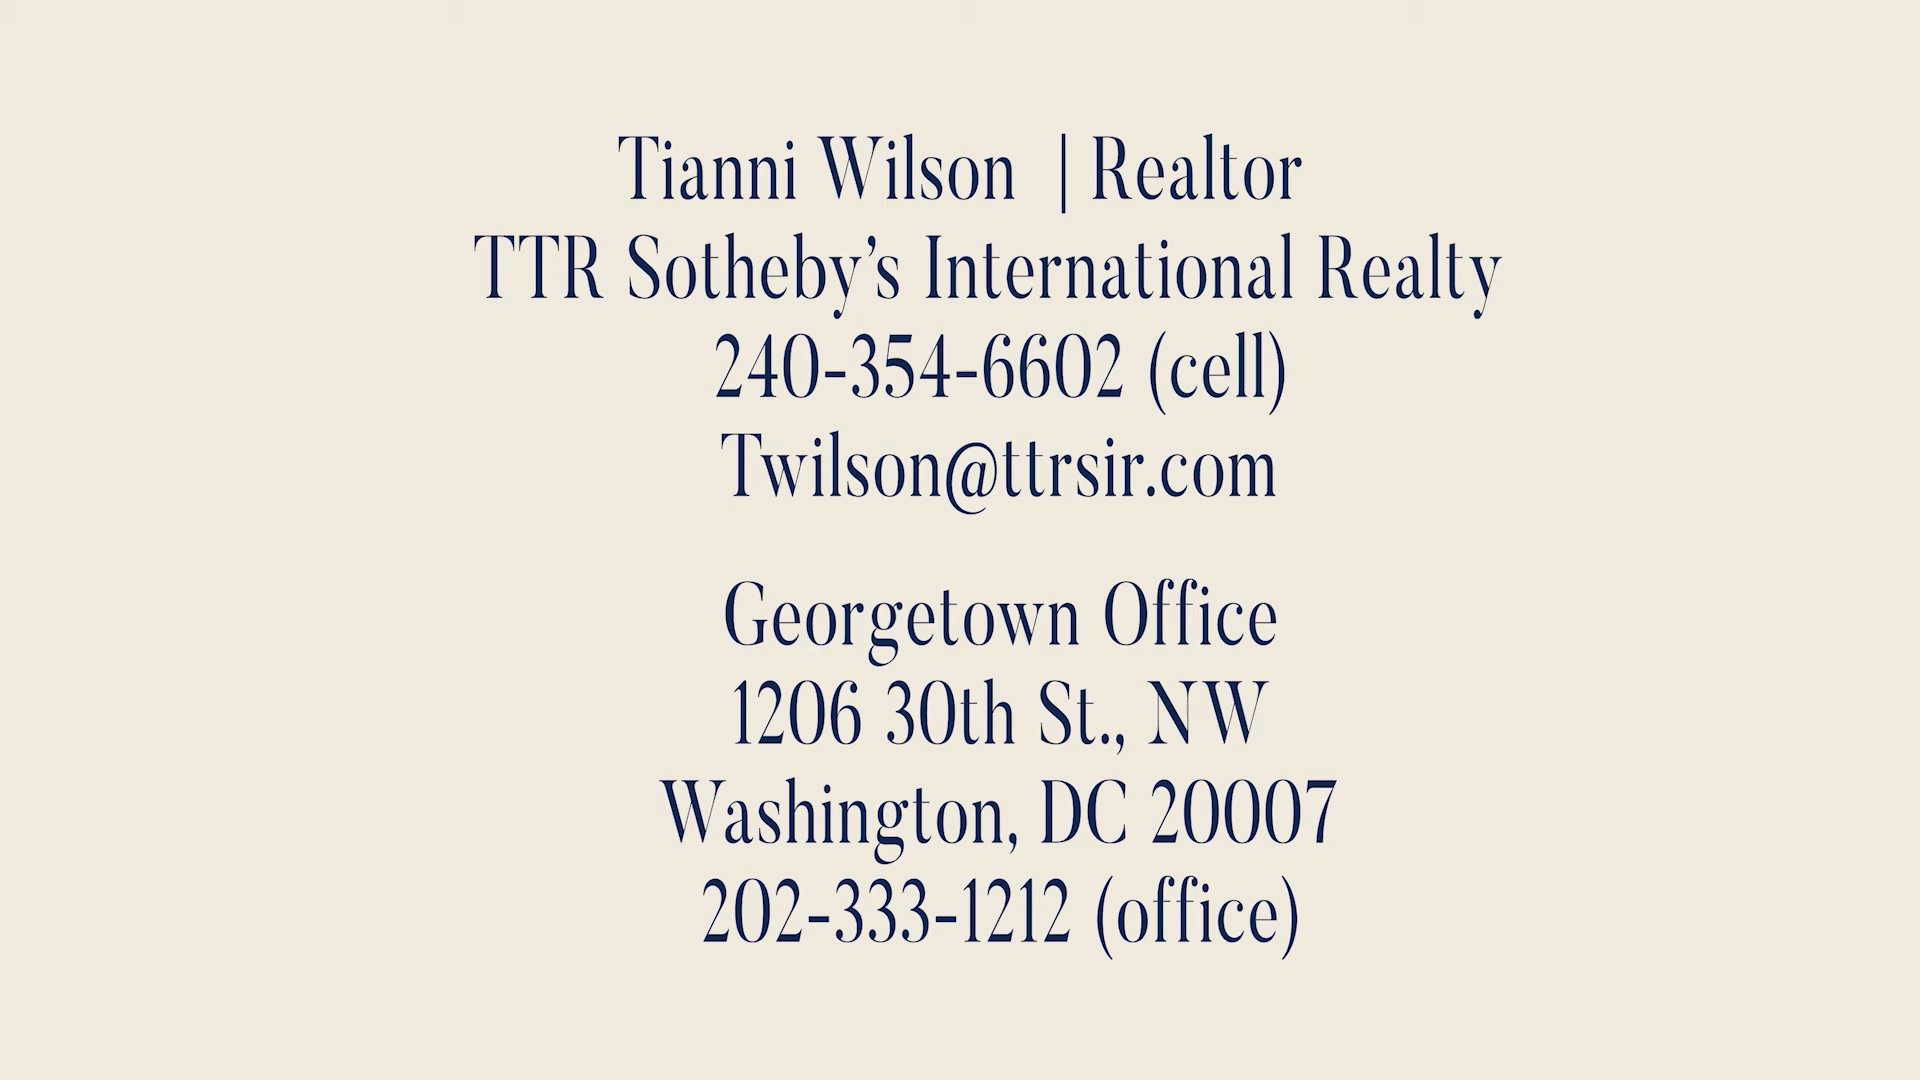 Tianni Wilson | Realtor
TTR Sotheby’s International Realty
240-354-6602 (cell)
Twilson@ttrsir.com
Georgetown Office
1206 30th St., NW
Washington, DC 20007
202-333-1212 (office)